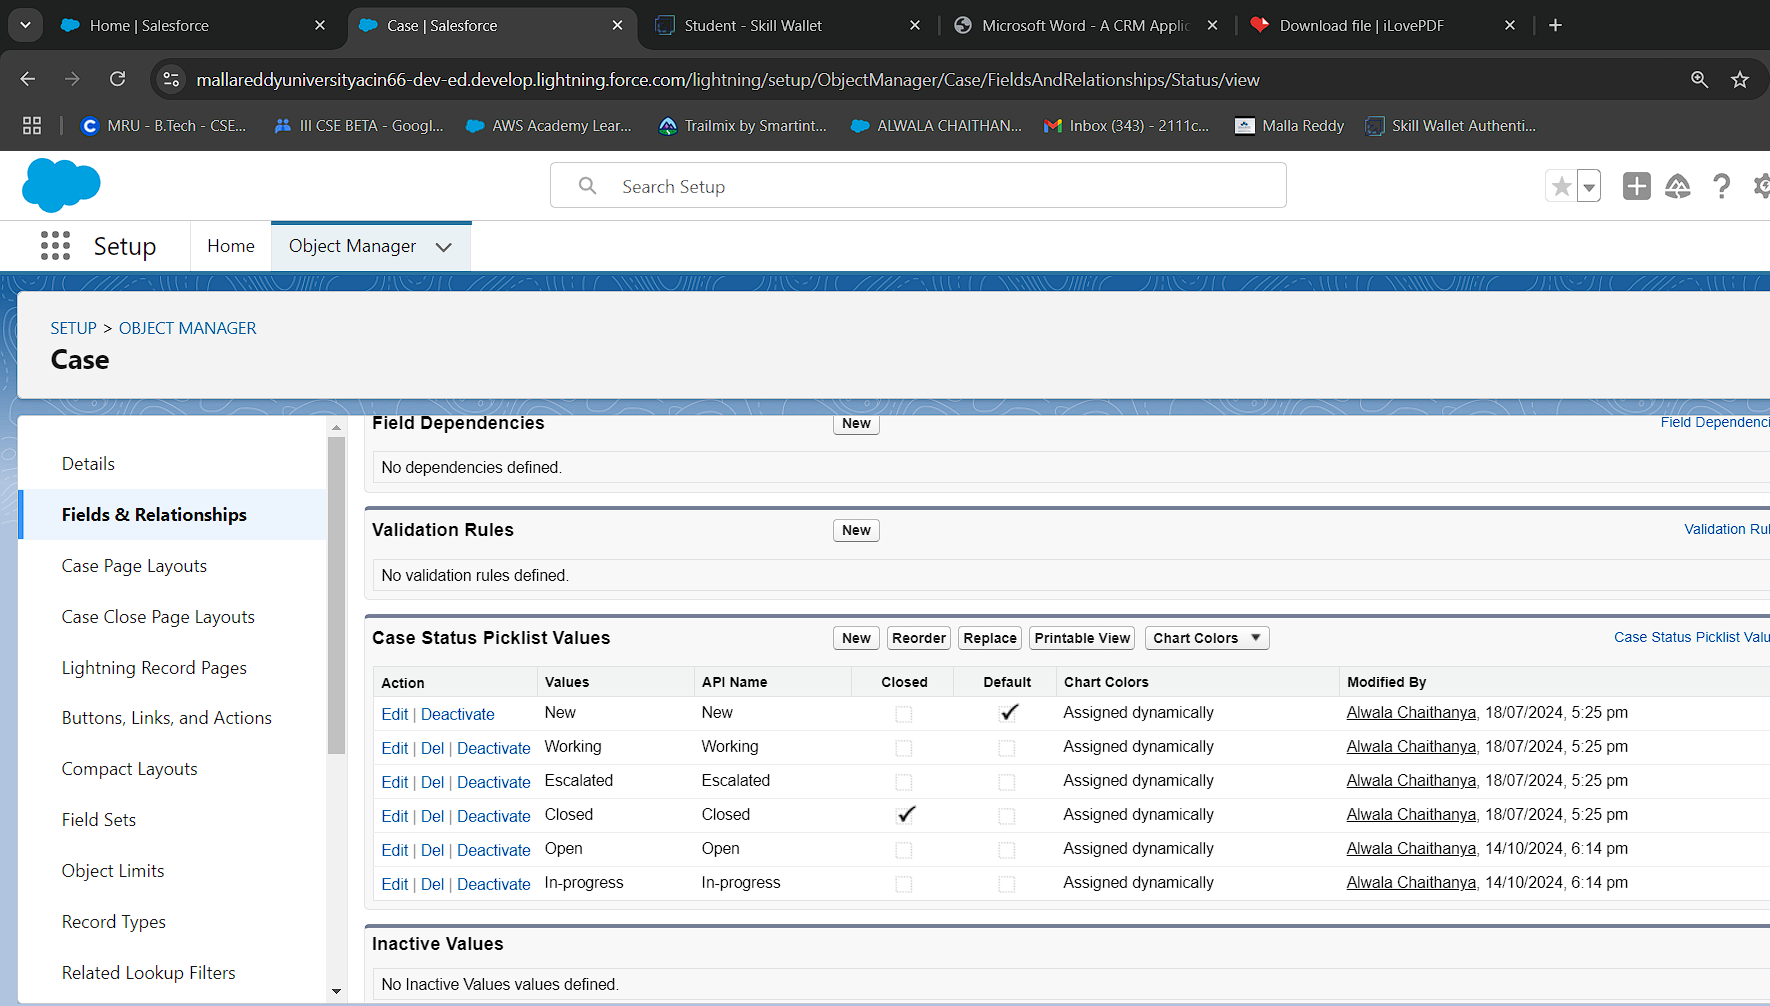 Home | Salesforce
Case | Salesforce
Student - Skill Wallet
Microsoft Word - A CRM Applic
Download file | iLovePDF
mallareddyuniversityacin66-dev-ed.develop.lightning.force.com/lightning/setup/ObjectManager/Case/FieldsAndRelationships/Status/view
MRU - B.Tech - CSE...
III CSE BETA - Googl...
AWS Academy Lear...
Trailmix by Smartint...
ALWALA CHAITHAN...
Inbox (343) - 2111c...
Malla Reddy
Skill Wallet Authenti...
Search Setup
Setup
Home
Object Manager
SETUP > OBJECT MANAGER
Case
Details
Fields & Relationships
Case Page Layouts
Case Close Page Layouts
Lightning Record Pages
Buttons, Links, and Actions
Compact Layouts
Field Sets
Object Limits
Record Types
Related Lookup Filters
Field Dependencies New Field Dependenci
No dependencies defined.
Validation Rules New Validation Rul
No validation rules defined.
Case Status Picklist Values New Reorder Replace Printable View Chart Colors Case Status Picklist Valu
Action Values API Name Closed Default Chart Colors Modified By
Edit | Deactivate New New Assigned dynamically Alwala Chaithanya, 18/07/2024, 5:25 pm
Edit | Del | Deactivate Working Working Assigned dynamically Alwala Chaithanya, 18/07/2024, 5:25 pm
Edit | Del | Deactivate Escalated Escalated Assigned dynamically Alwala Chaithanya, 18/07/2024, 5:25 pm
Edit | Del | Deactivate Closed Closed Assigned dynamically Alwala Chaithanya, 18/07/2024, 5:25 pm
Edit | Del | Deactivate Open Open Assigned dynamically Alwala Chaithanya, 14/10/2024, 6:14 pm
Edit | Del | Deactivate In-progress In-progress Assigned dynamically Alwala Chaithanya, 14/10/2024, 6:14 pm
Inactive Values
No Inactive Values values defined.